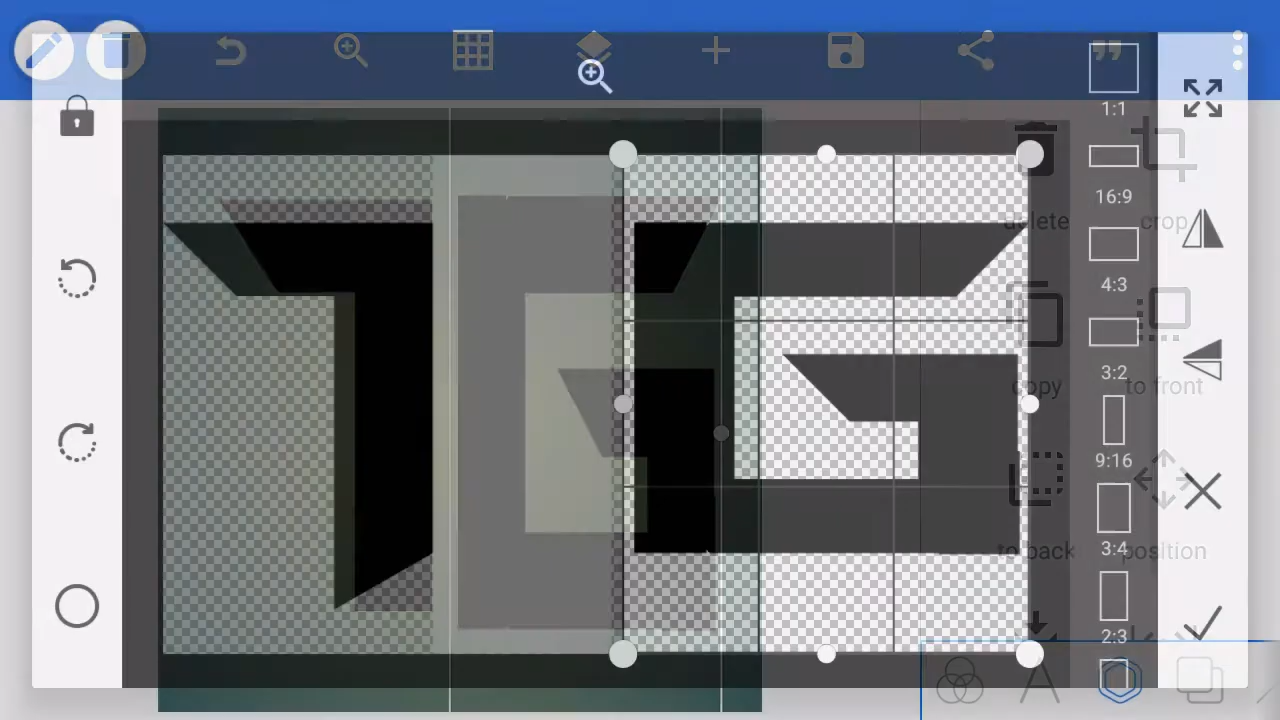 1:1
16:9
delete
crop
4:3
3:2
copy
to front
9:16
3:4
to back
position
2:3